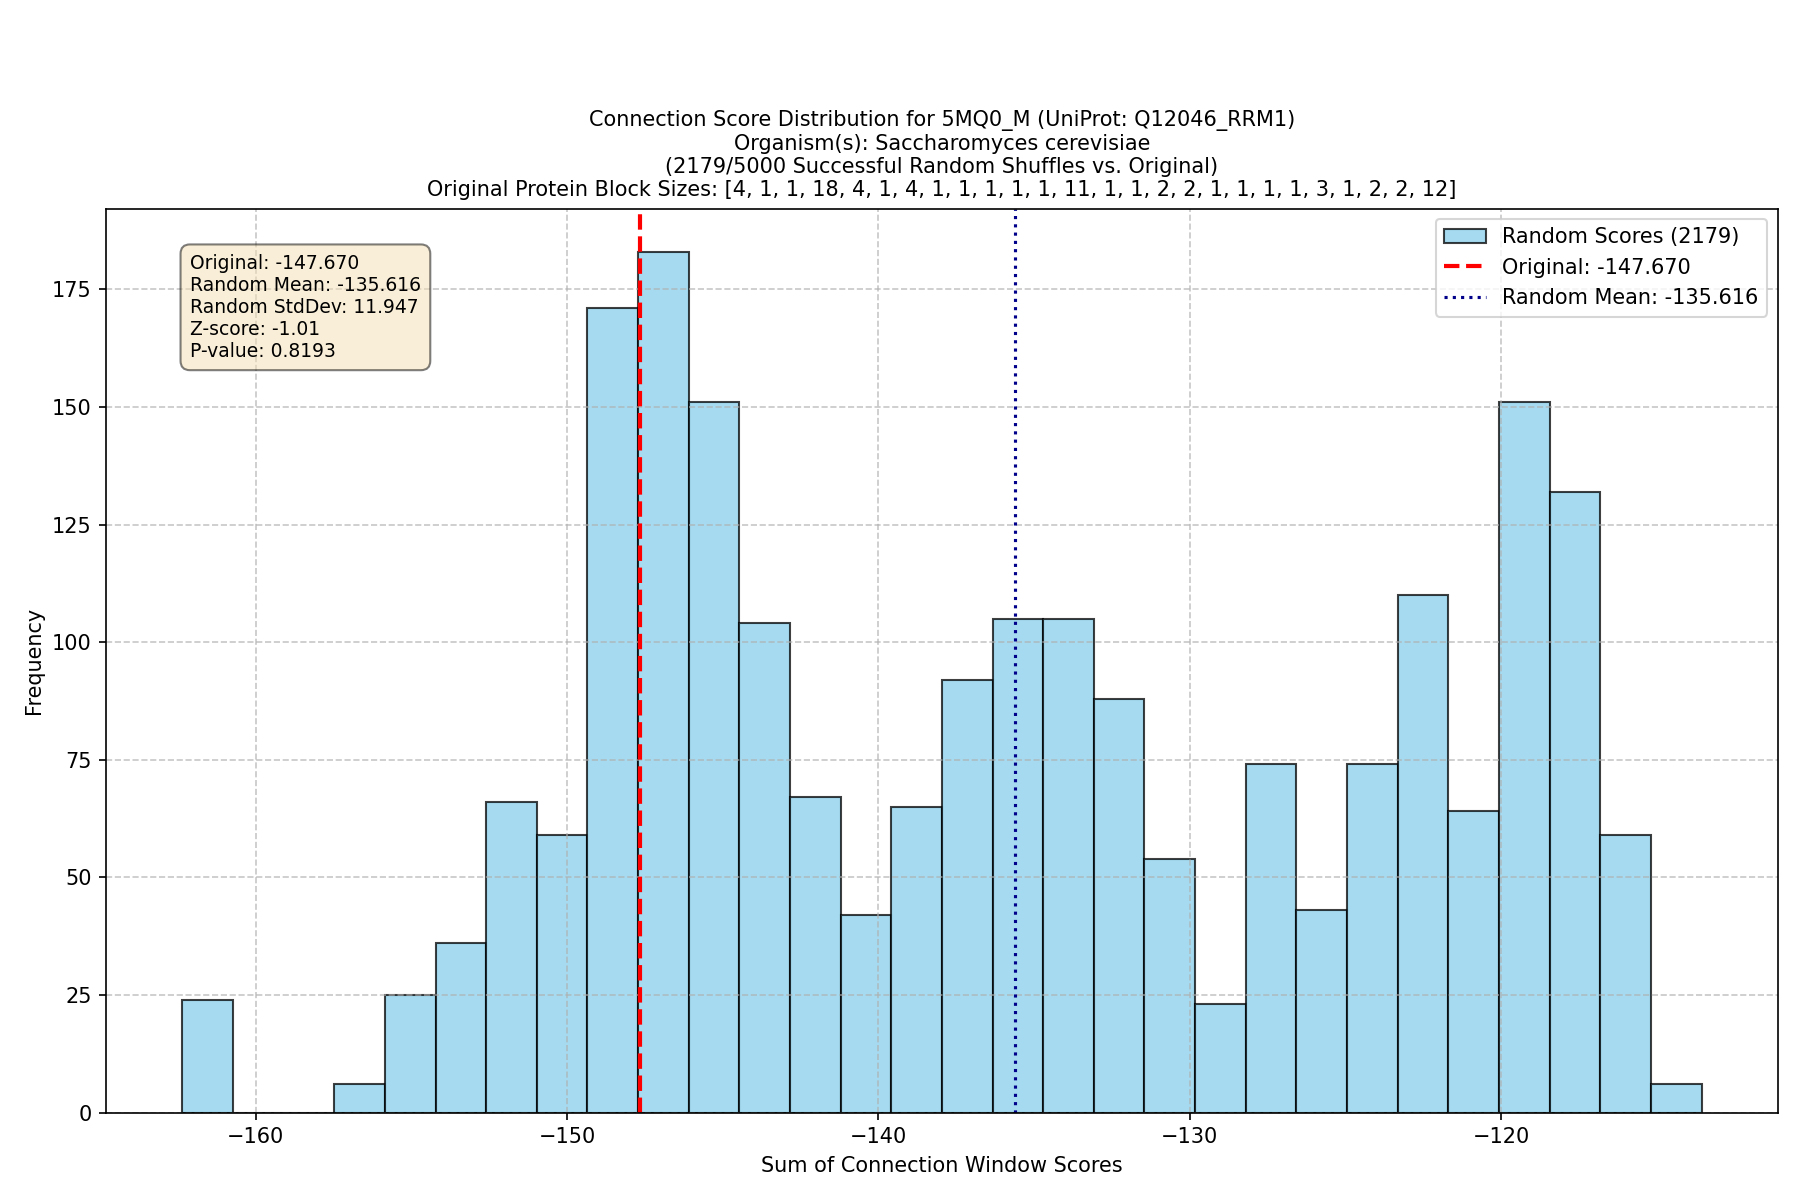 Connection Score Distribution for 5MQ0_M (UniProt: Q12046_RRM1)
Organism(s): Saccharomyces cerevisiae
(2179/5000 Successful Random Shuffles vs. Original)
Original Protein Block Sizes: [4, 1, 1, 18, 4, 1, 4, 1, 1, 1, 1, 1, 11, 1, 1, 2, 2, 1, 1, 1, 1, 3, 1, 2, 2, 12]
Original: -147.670
Random Mean: -135.616
Random StdDev: 11.947
Z-score: -1.01
P-value: 0.8193
Random Scores (2179)
Original: -147.670
Random Mean: -135.616
Frequency
175
150
125
100
75
50
25
0
−160
−150
−140
−130
−120
Sum of Connection Window Scores